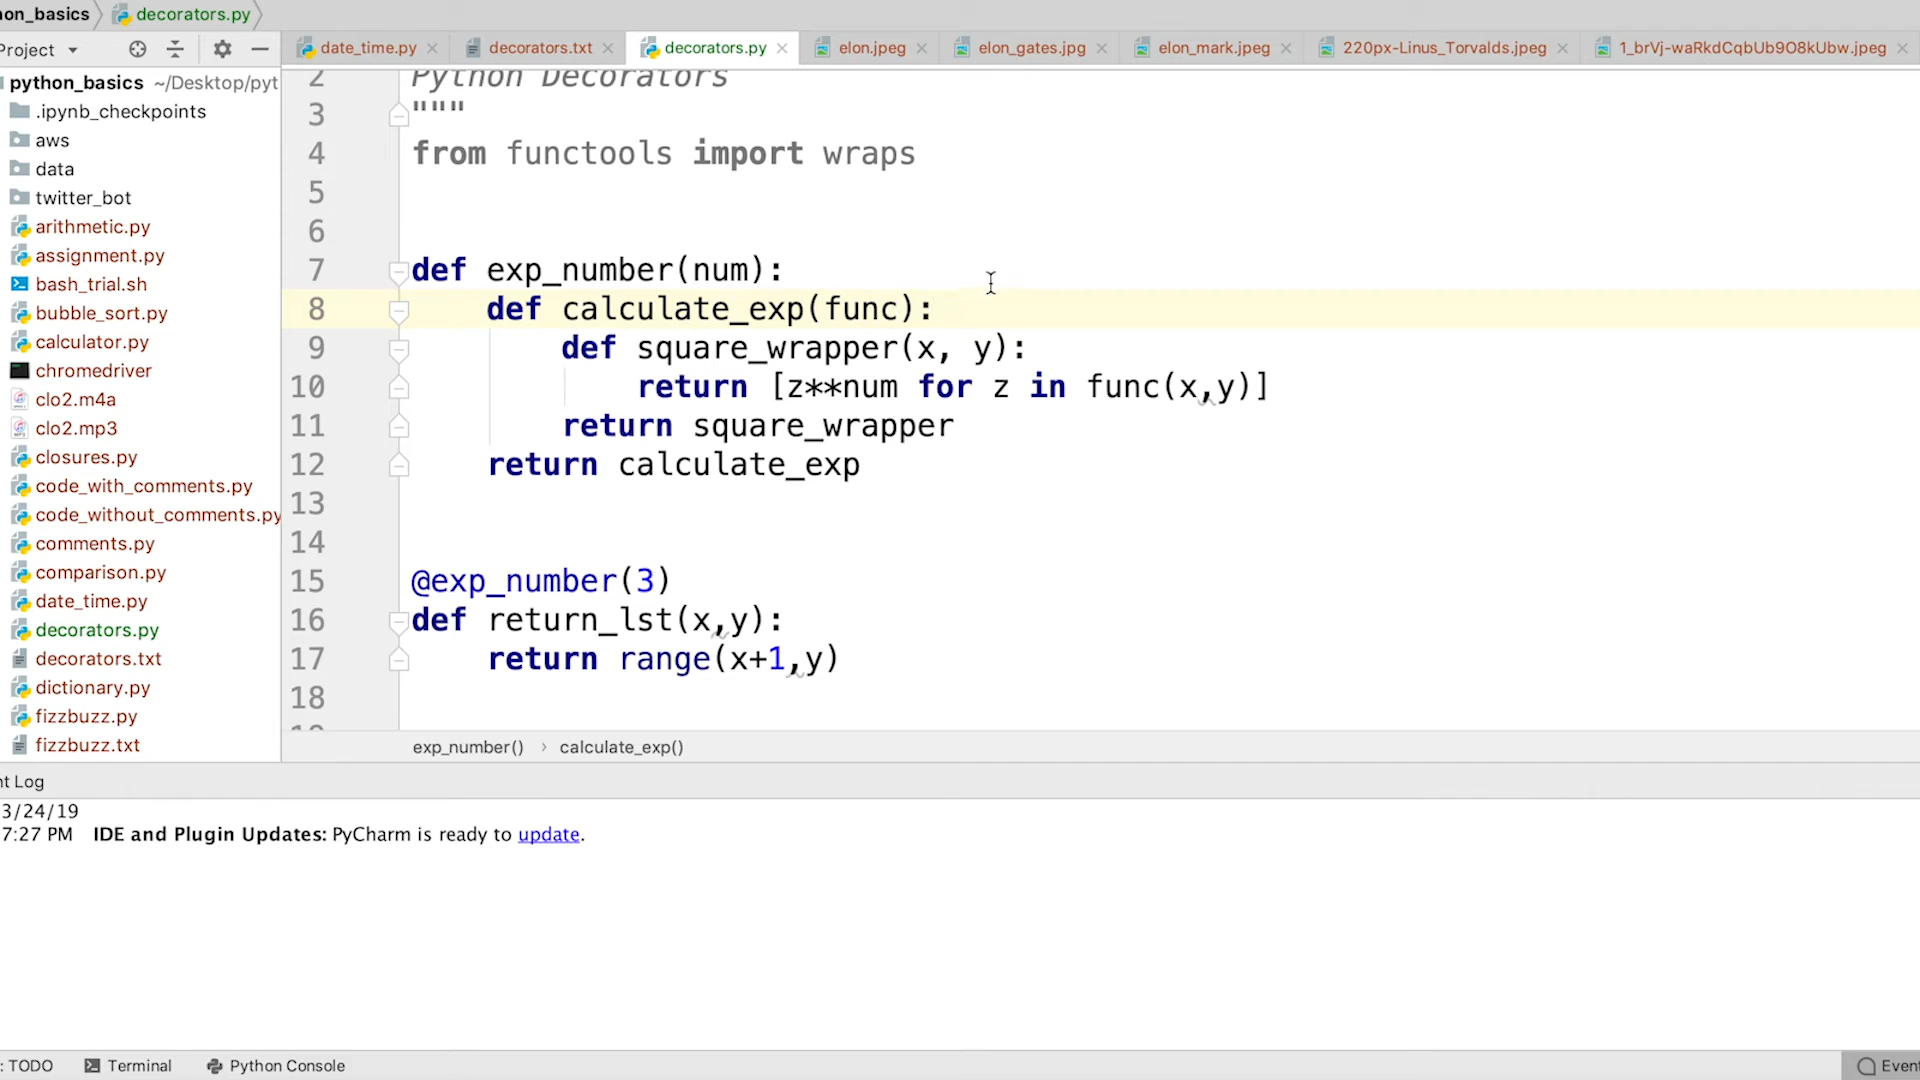 on_basics decorators.py
Project
date_time.py decorators.txt decorators.py elon.jpeg elon_gates.jpg elon_mark.jpeg 220px-Linus_Torvalds.jpeg 1_brVj-waRkdCqbUb9O8kUbw.jpeg
python_basics ~/Desktop/pyt
.ipynb_checkpoints
aws
data
twitter_bot
arithmetic.py
assignment.py
bash_trial.sh
bubble_sort.py
calculator.py
chromedriver
clo2.m4a
clo2.mp3
closures.py
code_with_comments.py
code_without_comments.py
comments.py
comparison.py
date_time.py
decorators.py
decorators.txt
dictionary.py
fizzbuzz.py
fizzbuzz.txt
2 Python Decorators
3 """
4 from functools import wraps
5
6
7 def exp_number(num):
8 def calculate_exp(func):
9 def square_wrapper(x, y):
10 return [z**num for z in func(x,y)]
11 return square_wrapper
12 return calculate_exp
13
14
15 @exp_number(3)
16 def return_lst(x,y):
17 return range(x+1,y)
18
exp_number() › calculate_exp()
nt Log
3/24/19
7:27 PM IDE and Plugin Updates: PyCharm is ready to update.
: TODO Terminal Python Console Event